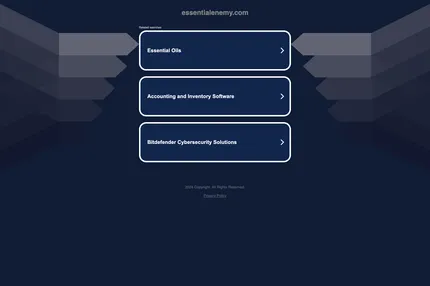 essentialenemy.com
Related searches
Essential Oils
Accounting and Inventory Software
Bitdefender Cybersecurity Solutions
2024 Copyright. All Rights Reserved.
Privacy Policy